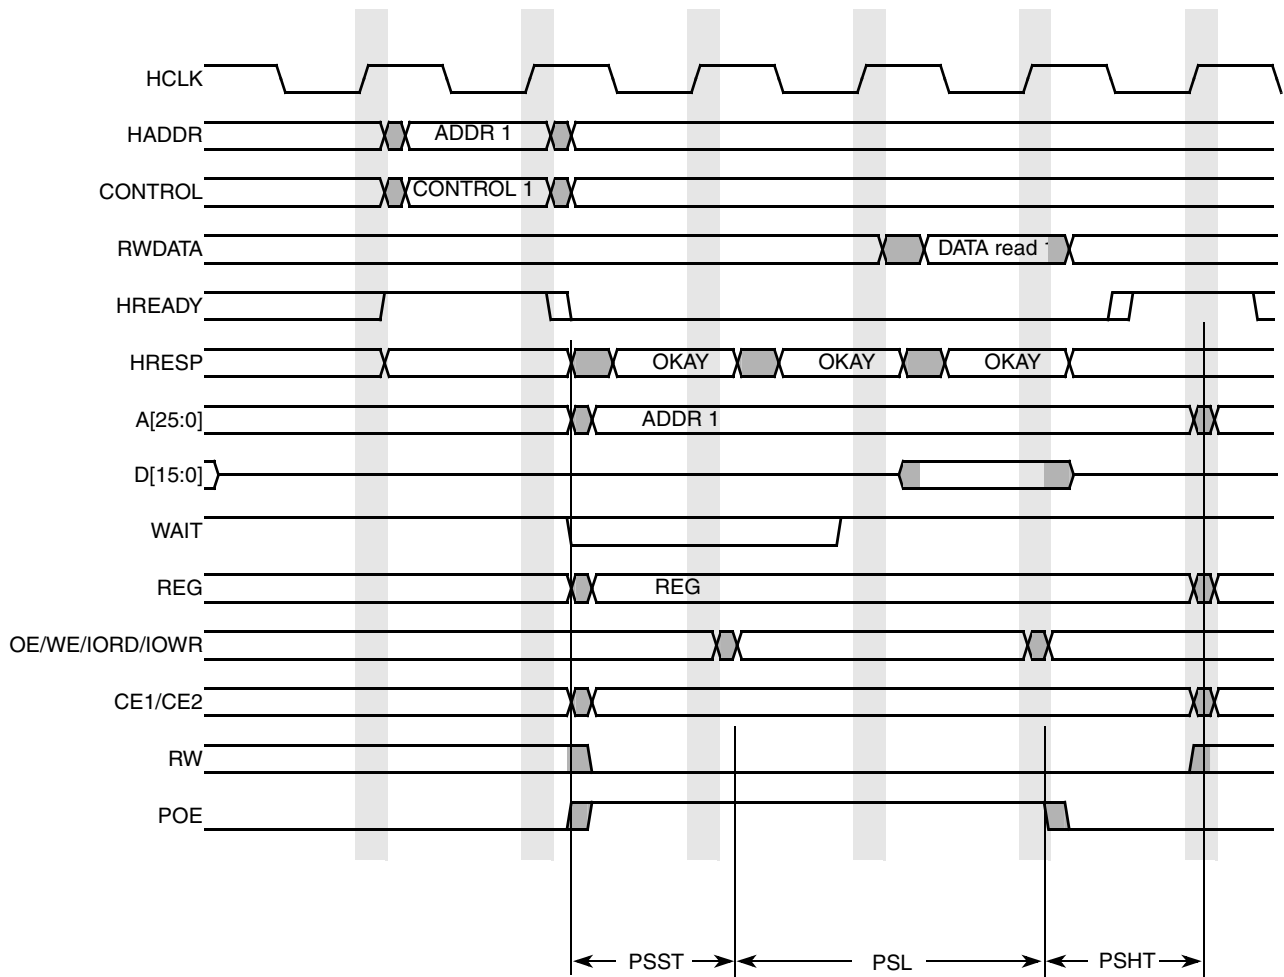 HCLK
HADDR ADDR 1
CONTROL CONTROL 1
RWDATA DATA read 1
HREADY
HRESP OKAY OKAY OKAY
A[25:0] ADDR 1
D[15:0]
WAIT
REG REG
OE/WE/IORD/IOWR
CE1/CE2
RW
POE
PSST PSL PSHT